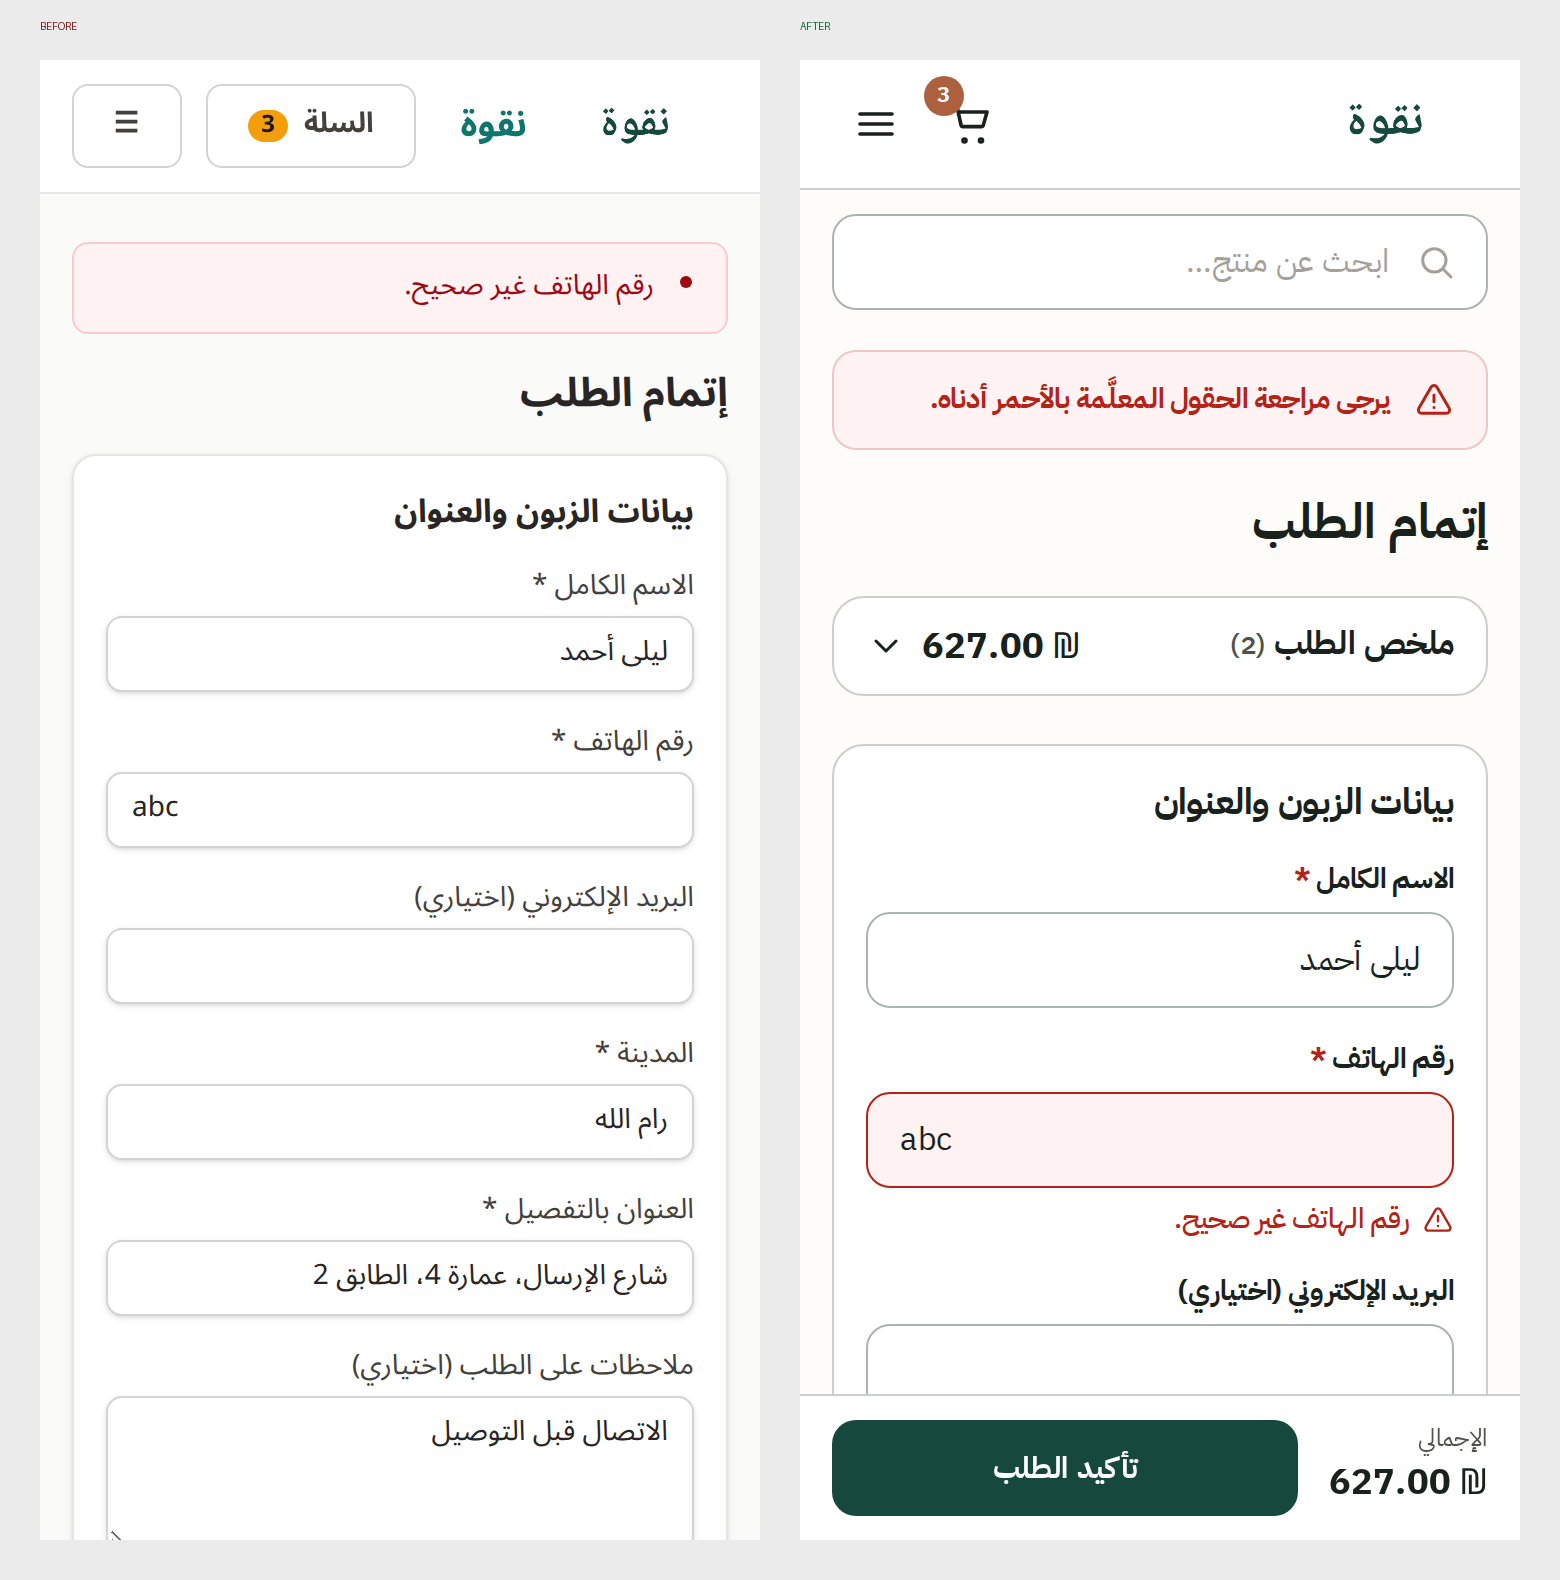 BEFORE
نقوة
نقوة
السلة 3
رقم الهاتف غير صحيح.
إتمام الطلب
بيانات الزبون والعنوان
الاسم الكامل *
ليلى أحمد
رقم الهاتف *
abc
البريد الإلكتروني (اختياري)
المدينة *
رام الله
العنوان بالتفصيل *
شارع الإرسال، عمارة 4، الطابق 2
ملاحظات على الطلب (اختياري)
الاتصال قبل التوصيل
AFTER
نقوة
3
ابحث عن منتج...
يرجى مراجعة الحقول المعلَّمة بالأحمر أدناه.
إتمام الطلب
ملخص الطلب (2) ₪ 627.00
بيانات الزبون والعنوان
الاسم الكامل *
ليلى أحمد
رقم الهاتف *
abc
رقم الهاتف غير صحيح.
البريد الإلكتروني (اختياري)
الإجمالي
₪ 627.00
تأكيد الطلب